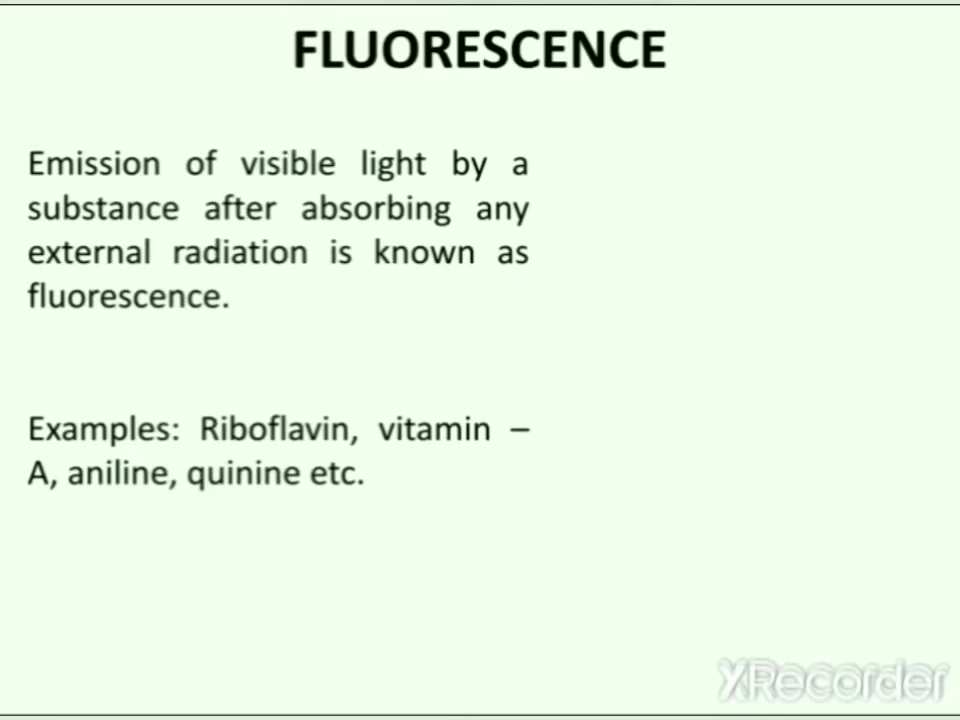 FLUORESCENCE
Emission of visible light by a
substance after absorbing any
external radiation is known as
fluorescence.
Examples: Riboflavin, vitamin –
A, aniline, quinine etc.
XRecorder